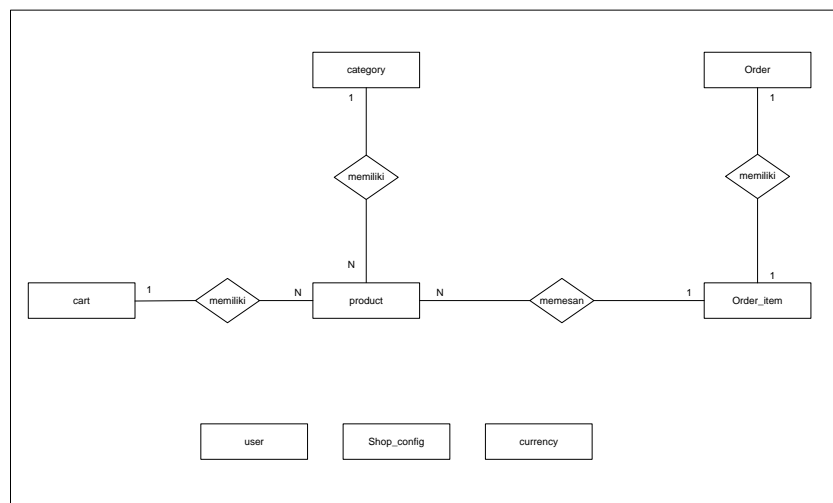 category
Order
1
1
memiliki
memiliki
N
1
cart
1
memiliki
N
product
N
memesan
1
Order_item
user
Shop_config
currency